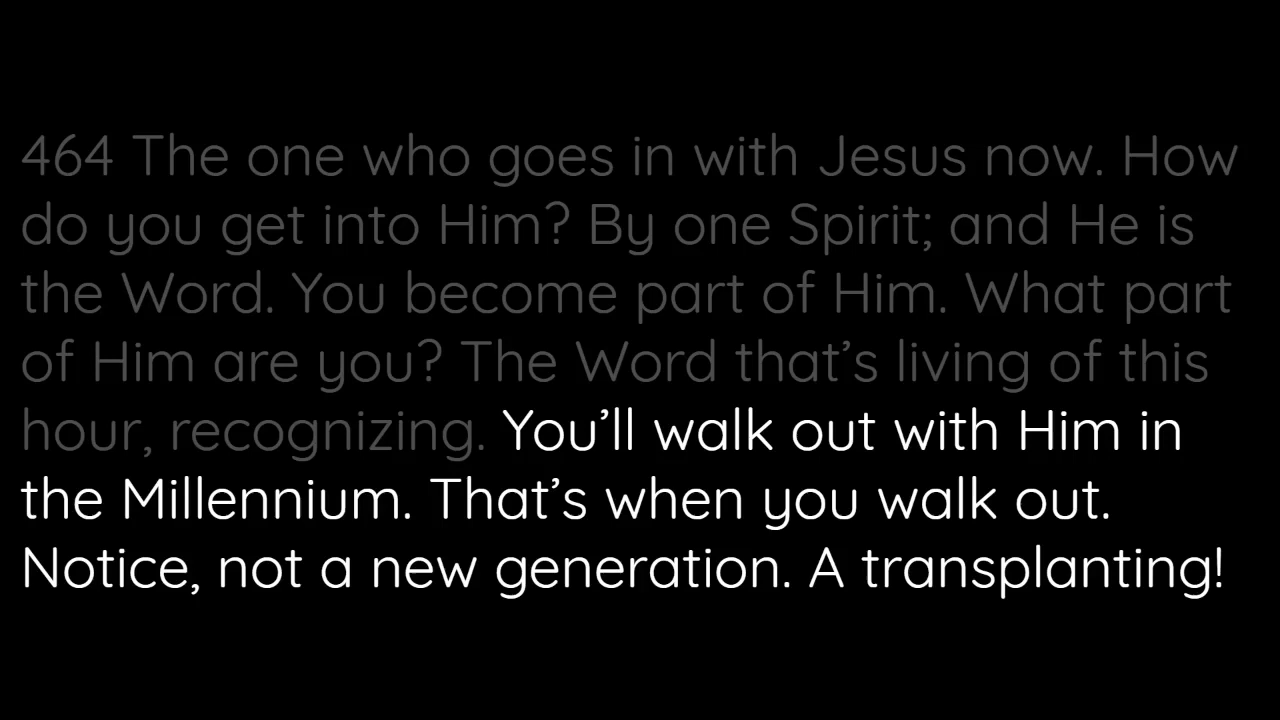 464 The one who goes in with Jesus now. How
do you get into Him? By one Spirit; and He is
the Word. You become part of Him. What part
of Him are you? The Word that’s living of this
hour, recognizing. You’ll walk out with Him in
the Millennium. That’s when you walk out.
Notice, not a new generation. A transplanting!